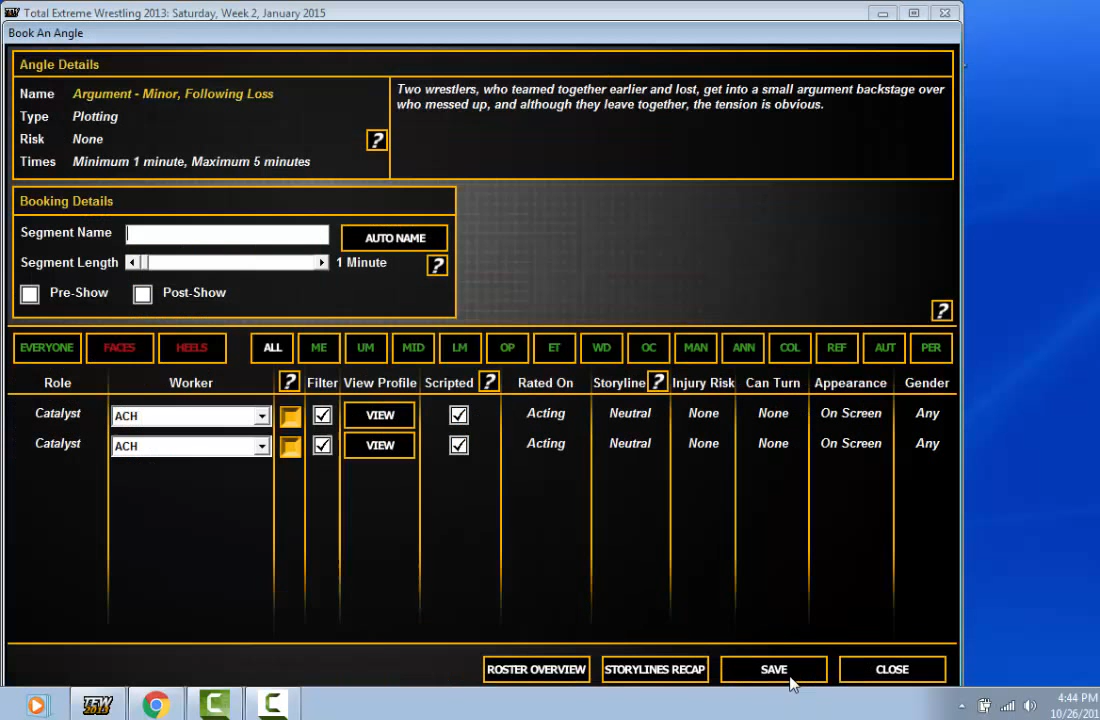 Total Extreme Wrestling 2013: Saturday, Week 2, January 2015
Book An Angle
Angle Details
Name Argument - Minor, Following Loss
Type Plotting
Risk None
?
Times Minimum 1 minute, Maximum 5 minutes
Two wrestlers, who teamed together earlier and lost, get into a small argument backstage over
who messed up, and although they leave together, the tension is obvious.
Booking Details
Segment Name AUTO NAME
Segment Length 1 Minute ?
Pre-Show Post-Show
?
EVERYONE FACES HEELS ALL ME UM MID LM OP ET WD OC MAN ANN COL REF AUT PER
Role Worker ? Filter View Profile Scripted ? Rated On Storyline ? Injury Risk Can Turn Appearance Gender
Catalyst ACH VIEW Acting Neutral None None On Screen Any
Catalyst ACH VIEW Acting Neutral None None On Screen Any
ROSTER OVERVIEW STORYLINES RECAP SAVE CLOSE
TEW 2013 C C 4:44 PM
10/26/201